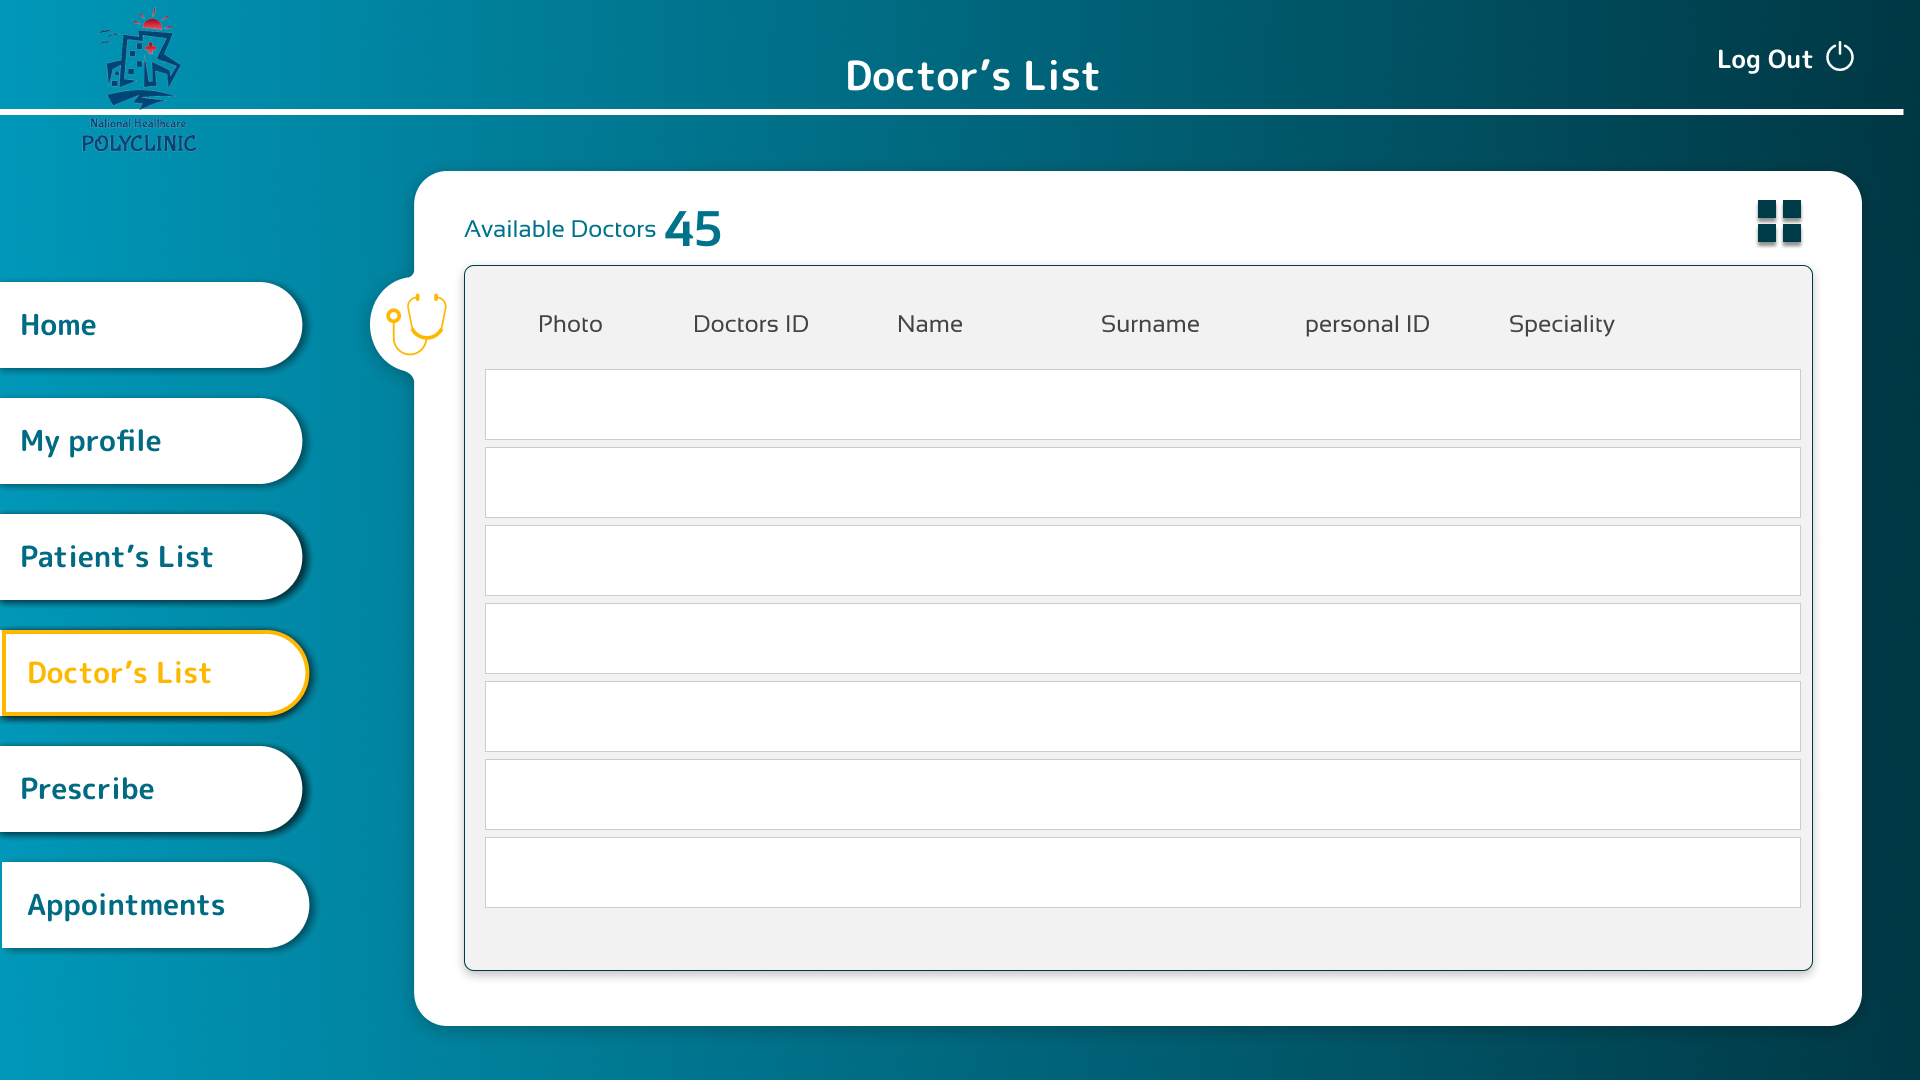 National Healthcare
POLYCLINIC
Doctor’s List
Log Out
Available Doctors 45
Photo Doctors ID Name Surname personal ID Speciality
Home
My profile
Patient’s List
Doctor’s List
Prescribe
Appointments